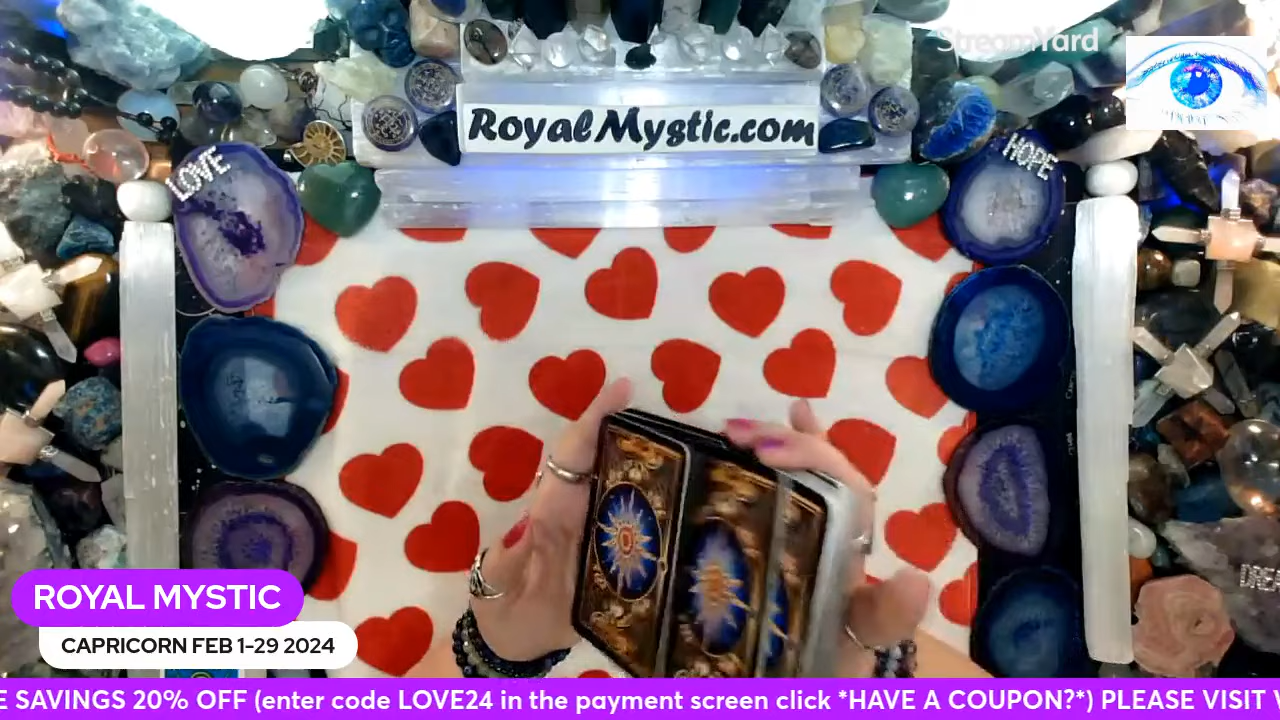 StreamYard
RoyalMystic.com
LOVE
HOPE
ROYAL MYSTIC
CAPRICORN FEB 1-29 2024
SAVINGS 20% OFF (enter code LOVE24 in the payment screen click *HAVE A COUPON?*) PLEASE VISIT